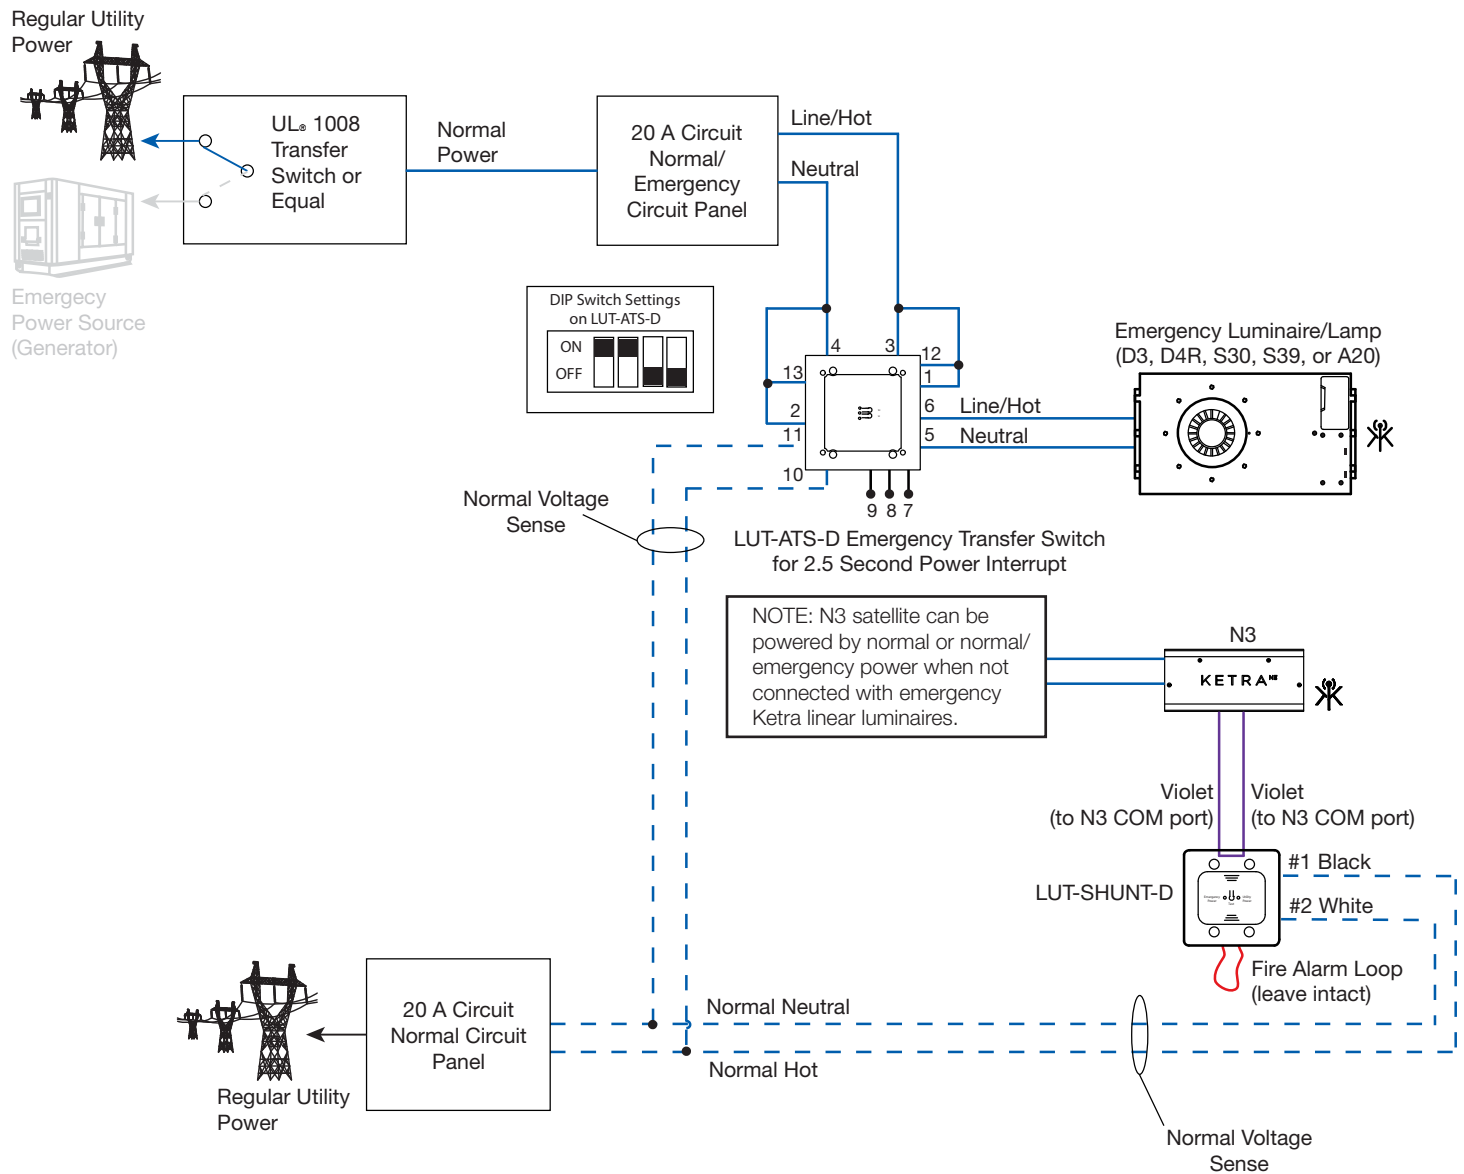 Regular Utility
Power
UL® 1008
Transfer
Switch or
Equal
Normal
Power
20 A Circuit
Normal/
Emergency
Circuit Panel
Line/Hot
Neutral
Emergecy
Power Source
(Generator)
DIP Switch Settings
on LUT-ATS-D
ON
OFF
4
3
12
13
1
2
6
11
5
10
9 8 7
Line/Hot
Neutral
Emergency Luminaire/Lamp
(D3, D4R, S30, S39, or A20)
Normal Voltage
Sense
LUT-ATS-D Emergency Transfer Switch
for 2.5 Second Power Interrupt
NOTE: N3 satellite can be
powered by normal or normal/
emergency power when not
connected with emergency
Ketra linear luminaires.
N3
KETRA N3
Violet
(to N3 COM port)
Violet
(to N3 COM port)
LUT-SHUNT-D
Emergency
Power
Test
Utility
Power
#1 Black
#2 White
Fire Alarm Loop
(leave intact)
20 A Circuit
Normal Circuit
Panel
Normal Neutral
Normal Hot
Regular Utility
Power
Normal Voltage
Sense